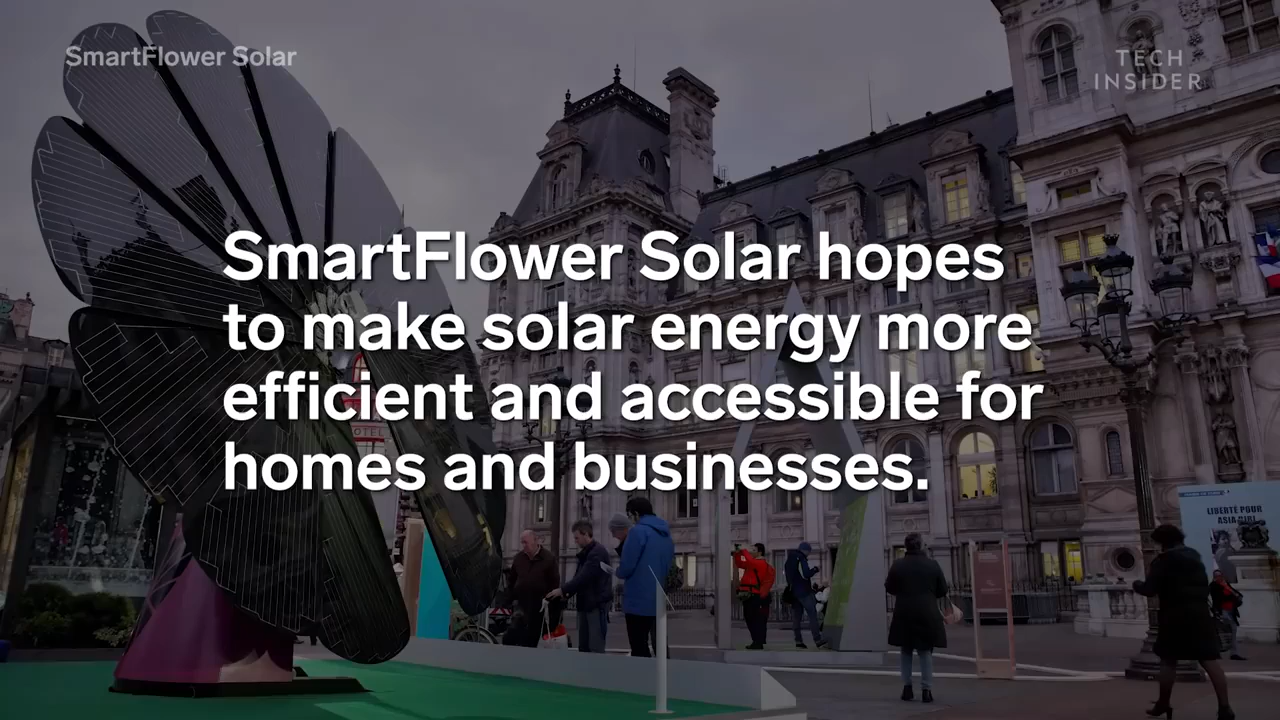 SmartFlower Solar
TECH
INSIDER
SmartFlower Solar hopes
to make solar energy more
efficient and accessible for
homes and businesses.
HOTEL
LIBERTÉ POUR
ASIA BIBI